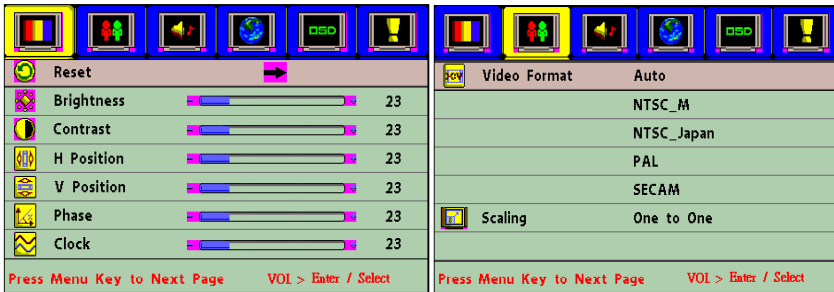 OSD
Reset
Brightness 23
Contrast 23
H Position 23
V Position 23
Phase 23
Clock 23
Press Menu Key to Next Page VOL > Enter / Select
OSD
Video Format Auto
NTSC_M
NTSC_Japan
PAL
SECAM
Scaling One to One
Press Menu Key to Next Page VOL > Enter / Select